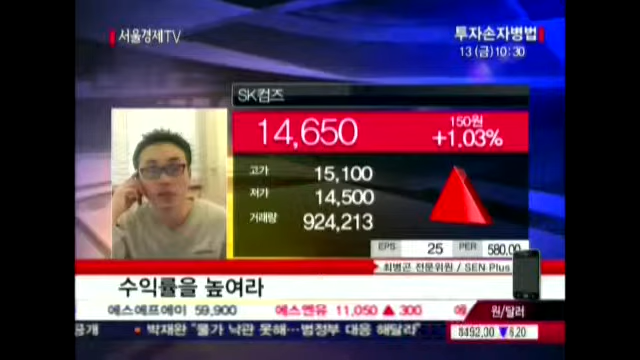 서울경제TV
투자손자병법
13(금)10:30
SK컴즈
14,650
150원
+1.03%
고가 15,100
저가 14,500
거래량 924,213
EPS 25 PER 580.00
최병곤 전문위원 / SEN Plus
수익률을 높여라
에스에프에이 59,900 에스엔유 11,050 ▲ 300 에
원/달러
공개 • 박재완 "물가 낙관 못해…범정부 대응 해달라"